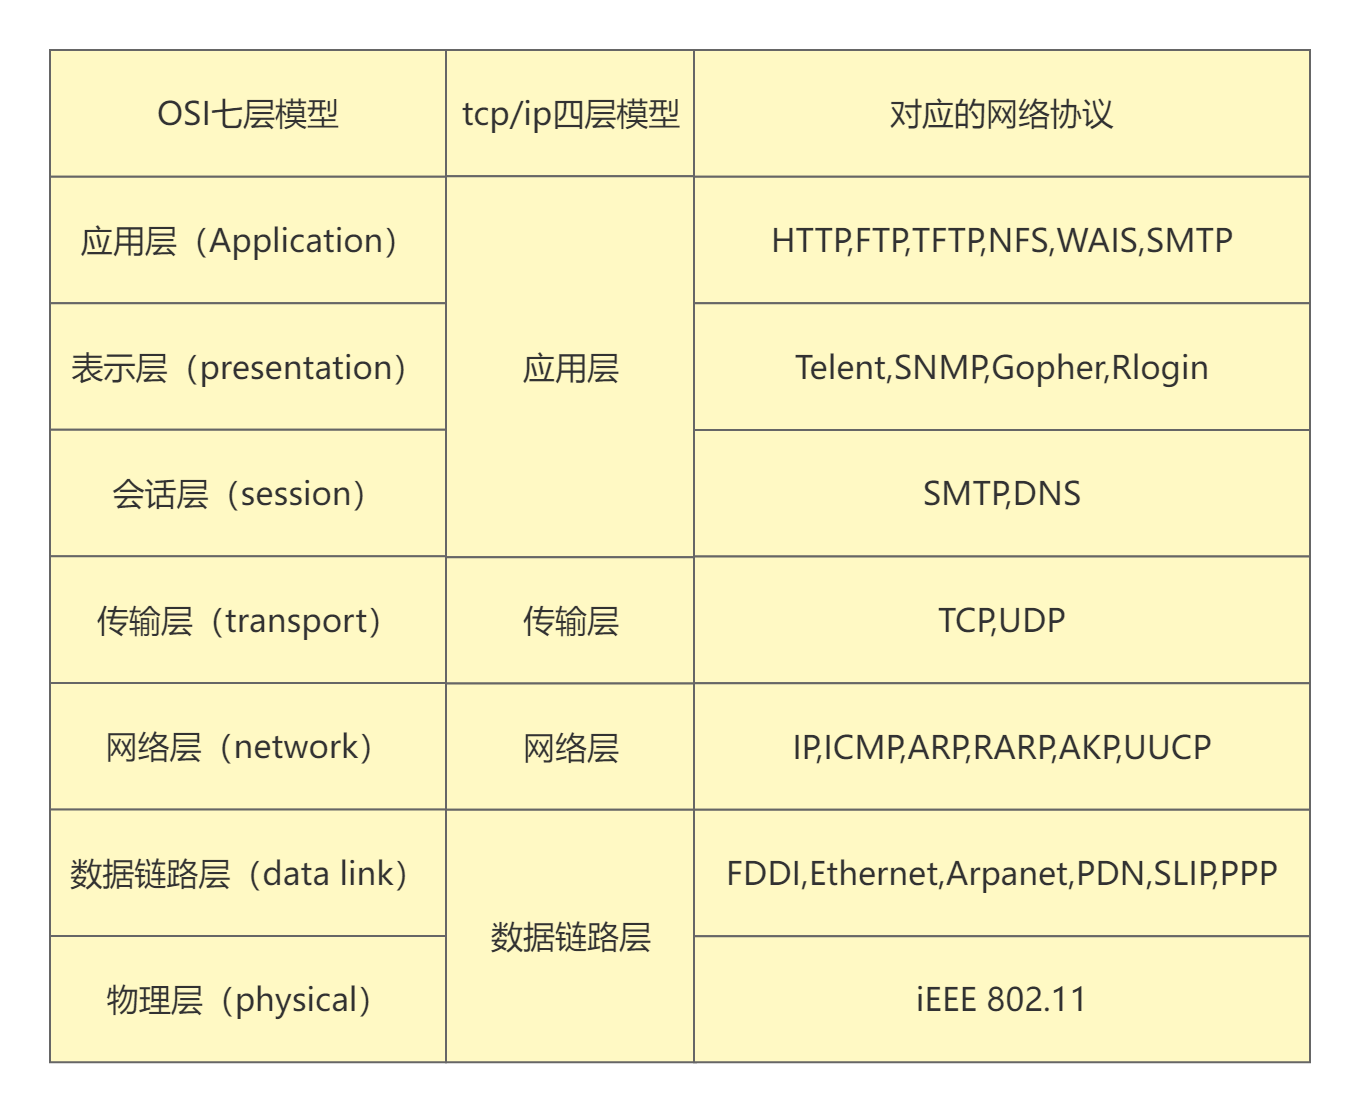 OSI七层模型
tcp/ip四层模型
对应的网络协议
应用层（Application）
HTTP,FTP,TFTP,NFS,WAIS,SMTP
表示层（presentation）
应用层
Telent,SNMP,Gopher,Rlogin
会话层（session）
SMTP,DNS
传输层（transport）
传输层
TCP,UDP
网络层（network）
网络层
IP,ICMP,ARP,RARP,AKP,UUCP
数据链路层（data link）
FDDI,Ethernet,Arpanet,PDN,SLIP,PPP
数据链路层
物理层（physical）
iEEE 802.11